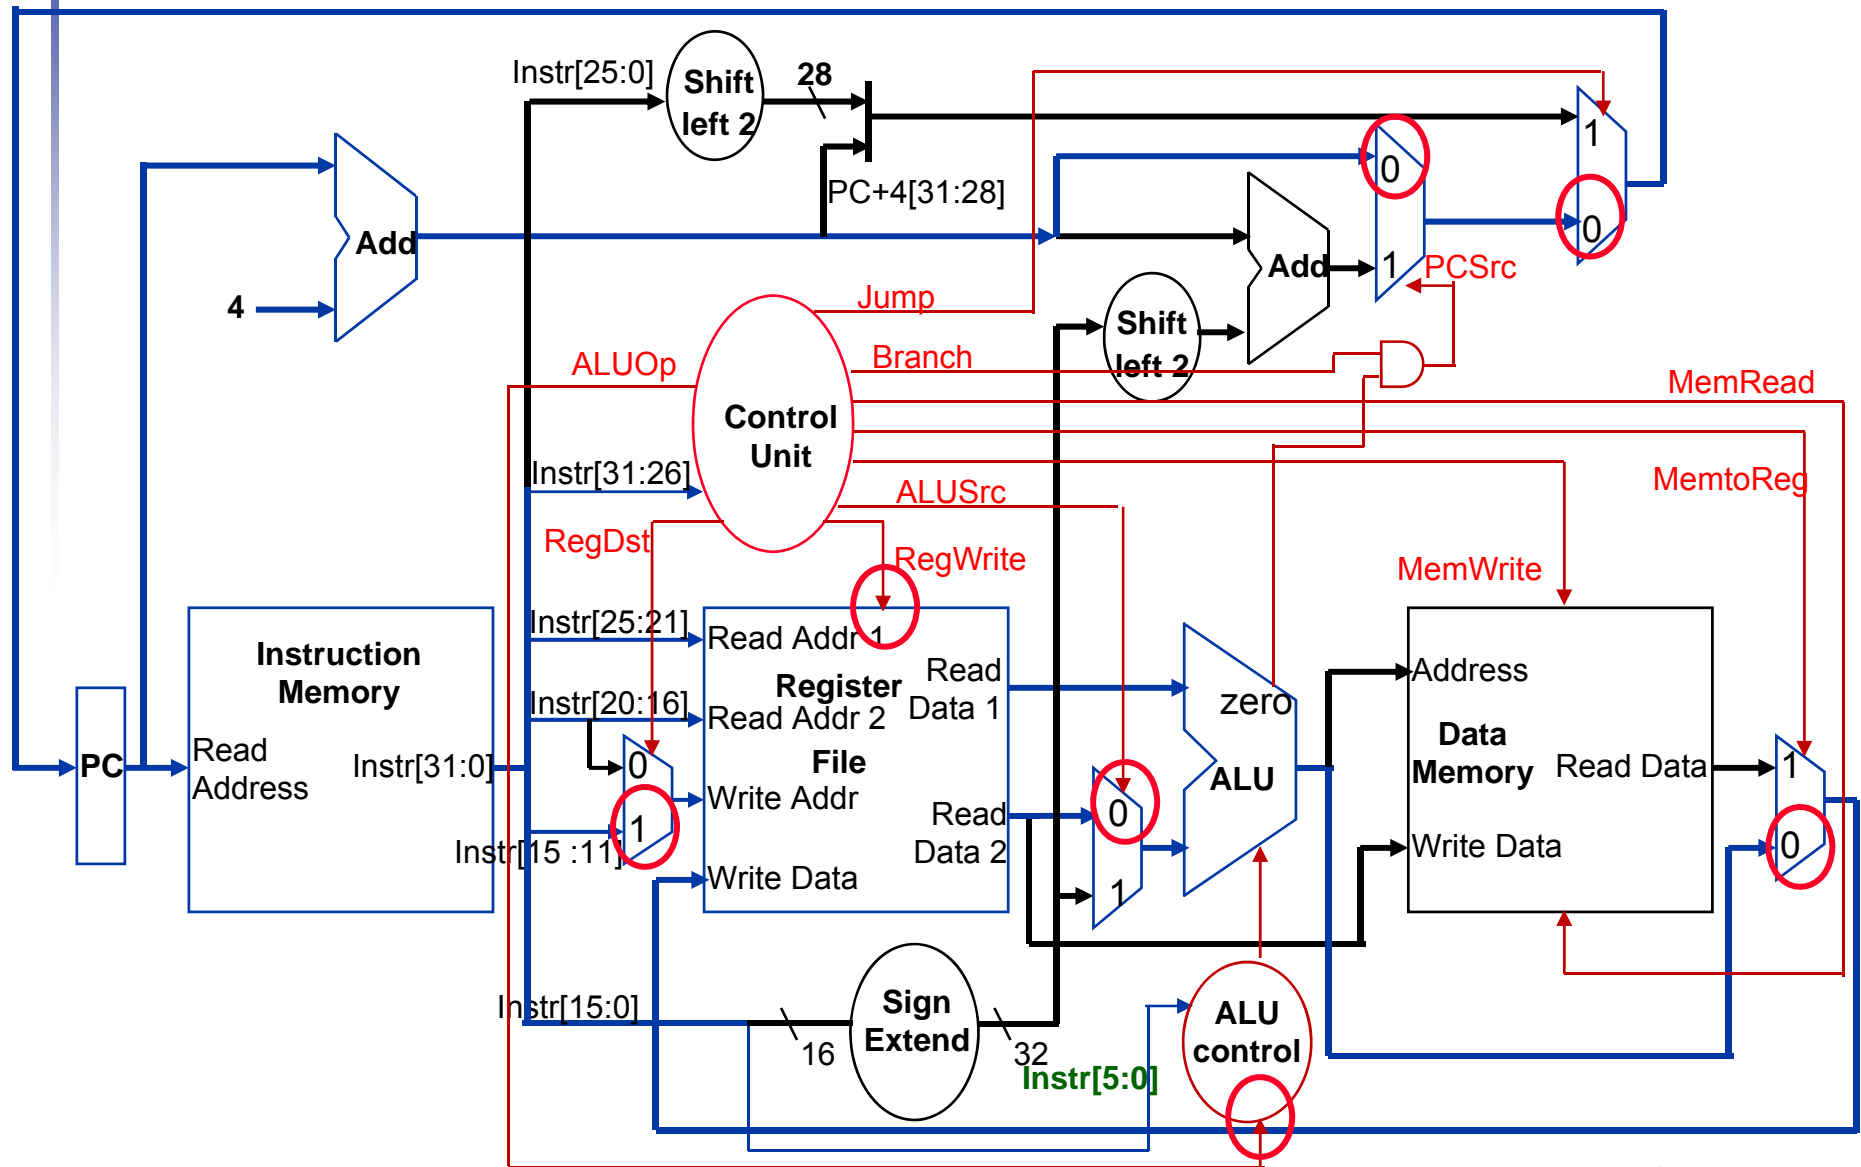 Instr[25:0]
Shift
left 2
28
1
0
PC+4[31:28]
0
1
Add
Add
PCSrc
4
Jump
Shift
left 2
ALUOp
Branch
MemRead
Control
Unit
Instr[31:26]
ALUSrc
MemtoReg
RegDst
RegWrite
MemWrite
Instruction
Memory
Instr[25:21]
Read Addr 1
Register
Read
Data 1
Instr[20:16]
Read Addr 2
File
zero
Address
Data
Memory
PC
Read
Address
Instr[31:0]
0
Write Addr
ALU
Read Data
1
1
Instr[15 :11]
Read
Data 2
0
Write Data
0
Write Data
1
Instr[15:0]
Sign
Extend
16
32
ALU
control
Instr[5:0]